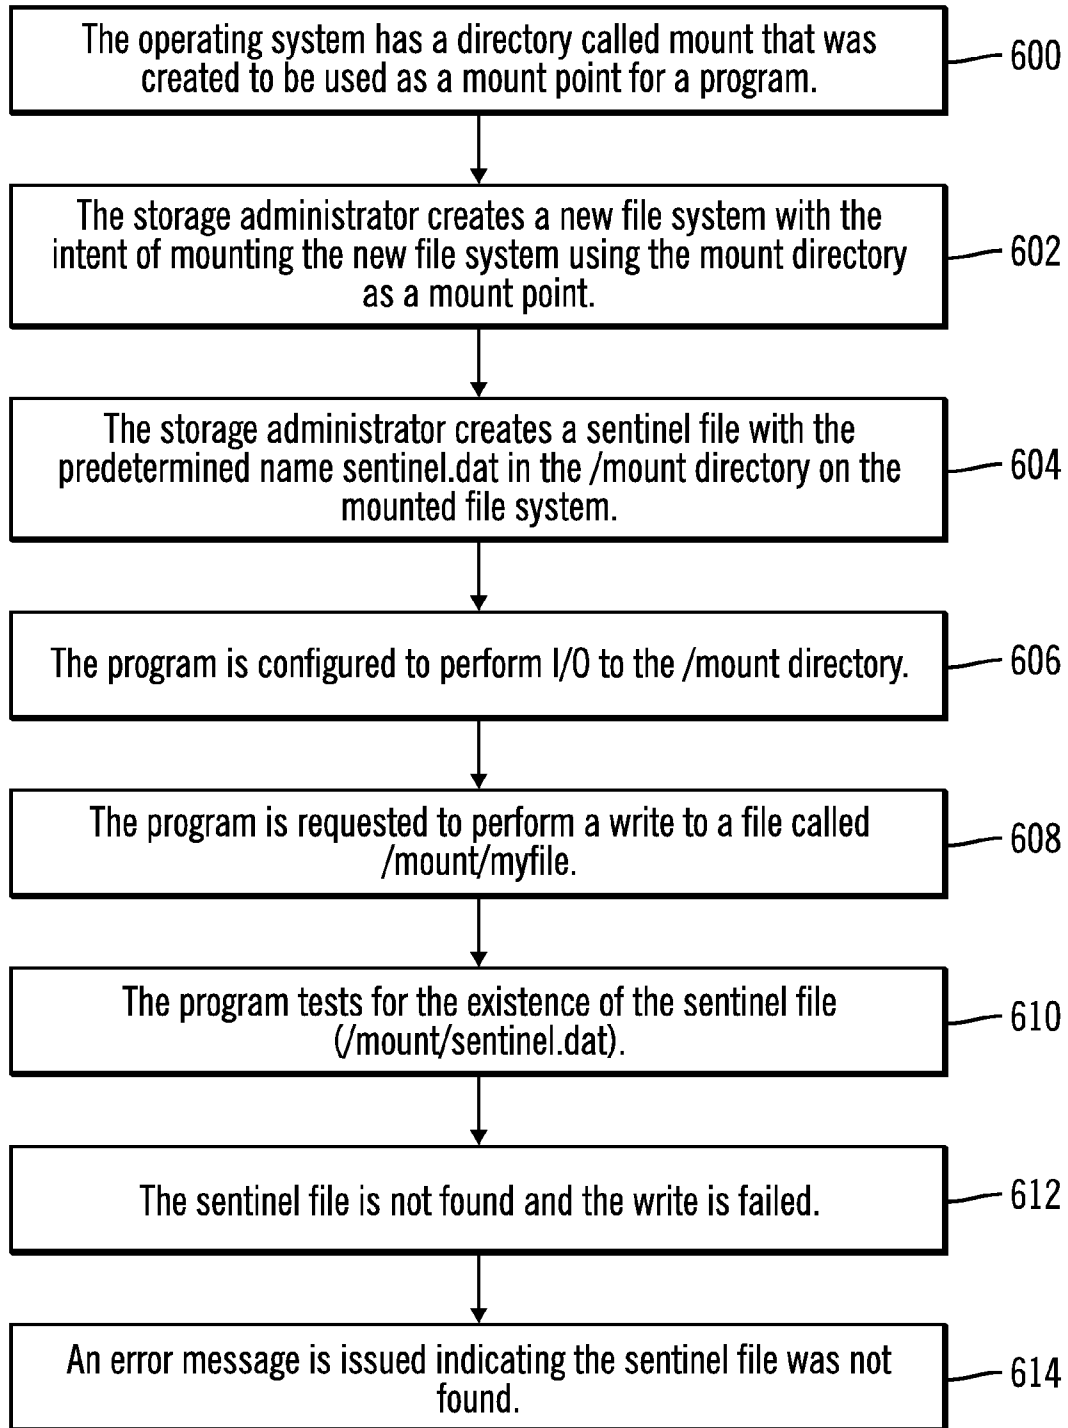 The operating system has a directory called mount that was
created to be used as a mount point for a program.
600
The storage administrator creates a new file system with the
intent of mounting the new file system using the mount directory
as a mount point.
602
The storage administrator creates a sentinel file with the
predetermined name sentinel.dat in the /mount directory on the
mounted file system.
604
The program is configured to perform I/O to the /mount directory.
606
The program is requested to perform a write to a file called
/mount/myfile.
608
The program tests for the existence of the sentinel file
(/mount/sentinel.dat).
610
The sentinel file is not found and the write is failed.
612
An error message is issued indicating the sentinel file was not
found.
614